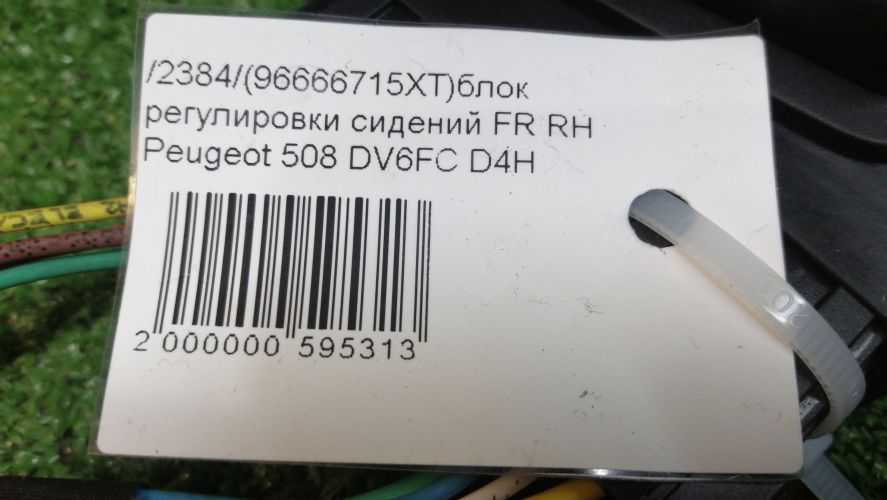 /2384/(96666715XT)блок
регулировки сидений FR RH
Peugeot 508 DV6FC D4H
2 000000 595313